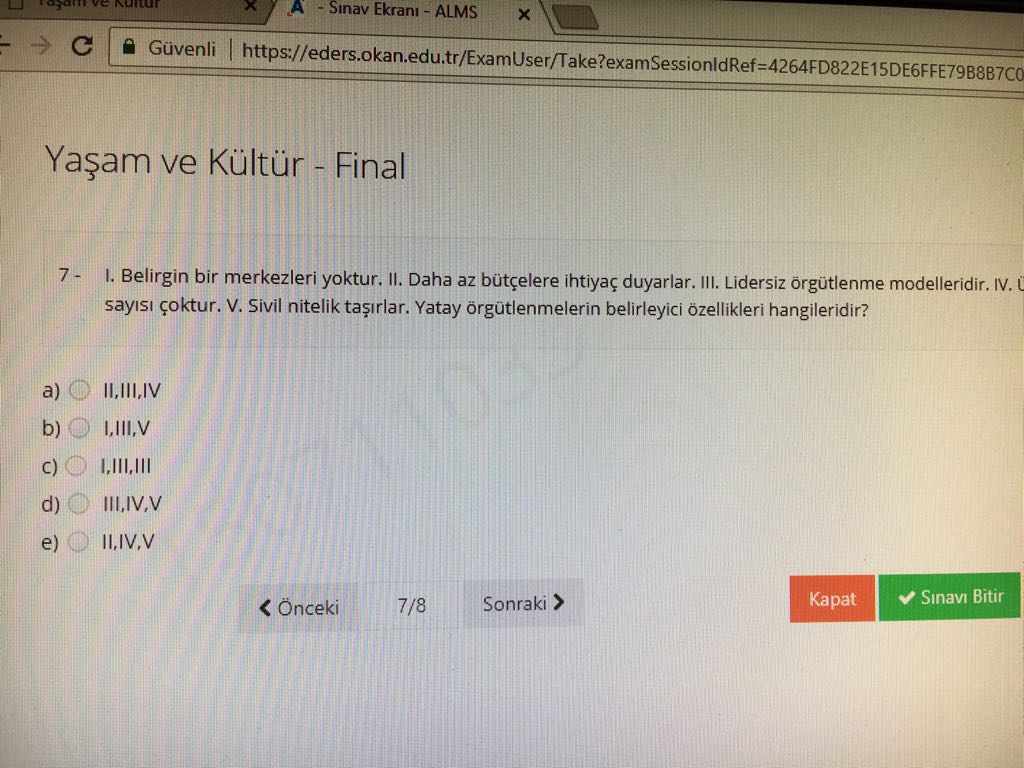 Yaşam ve Kültür
- Sınav Ekranı - ALMS
Güvenli | https://eders.okan.edu.tr/ExamUser/Take?examSessionIdRef=4264FD822E15DE6FFE79B8B7C0
Yaşam ve Kültür - Final
7 - I. Belirgin bir merkezleri yoktur. II. Daha az bütçelere ihtiyaç duyarlar. III. Lidersiz örgütlenme modelleridir. IV. Ü
sayısı çoktur. V. Sivil nitelik taşırlar. Yatay örgütlenmelerin belirleyici özellikleri hangileridir?
a) II,III,IV
b) I,III,V
c) I,III,III
d) III,IV,V
e) II,IV,V
Önceki 7/8 Sonraki
Kapat Sınavı Bitir